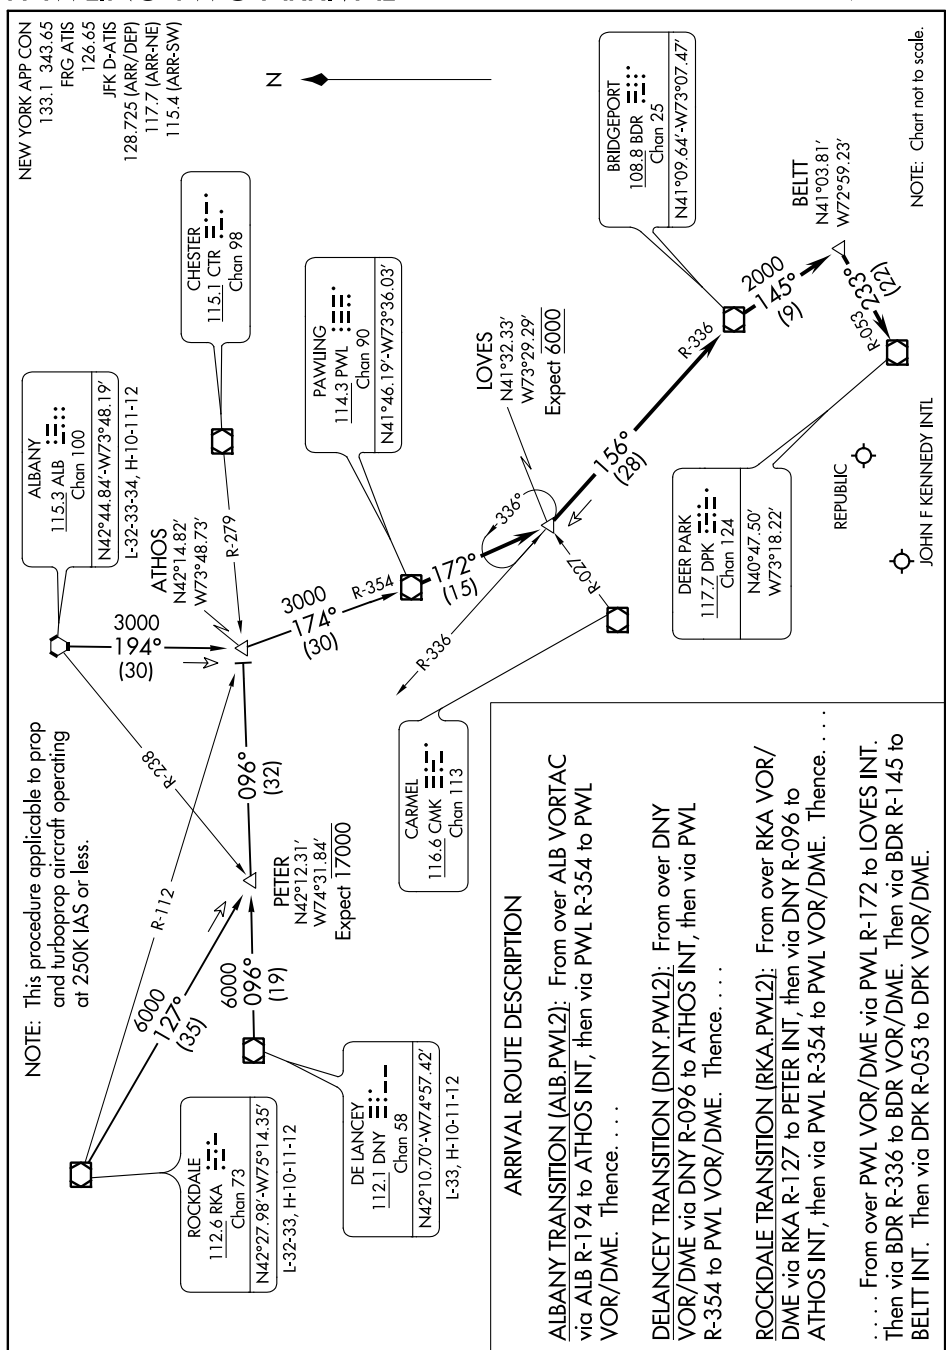 NEW YORK APP CON
133.1 343.65
FRG ATIS
126.65
JFK D-ATIS
128.725 (ARR/DEP)
117.7 (ARR-NE)
115.4 (ARR-SW)
N
NOTE: This procedure applicable to prop
and turboprop aircraft operating
at 250K IAS or less.
ALBANY
115.3 ALB
Chan 100
N42°44.84'-W73°48.19'
L-32-33-34, H-10-11-12
CHESTER
115.1 CTR
Chan 98
ATHOS
N42°14.82'
W73°48.73'
R-279
3000
194°
(30)
R-238
R-112
ROCKDALE
112.6 RKA
Chan 73
N42°27.98'-W75°14.35'
L-32-33, H-10-11-12
6000
127°
(35)
6000
096°
(19)
DE LANCEY
112.1 DNY
Chan 58
N42°10.70'-W74°57.42'
L-33, H-10-11-12
PETER
N42°12.31'
W74°31.84'
Expect 17000
096°
(32)
3000
174°
(30)
R-354
PAWLING
114.3 PWL
Chan 90
N41°46.19'-W73°36.03'
172°
(15)
336°
R-336
R-027
CARMEL
116.6 CMK
Chan 113
LOVES
N41°32.33'
W73°29.29'
Expect 6000
156°
(28)
R-336
BRIDGEPORT
108.8 BDR
Chan 25
N41°09.64'-W73°07.47'
2000
145°
(9)
BELTT
N41°03.81'
W72°59.23'
R-053
233°
(22)
DEER PARK
117.7 DPK
Chan 124
N40°47.50'
W73°18.22'
REPUBLIC
JOHN F KENNEDY INTL
NOTE: Chart not to scale.
ARRIVAL ROUTE DESCRIPTION
ALBANY TRANSITION (ALB.PWL2): From over ALB VORTAC
via ALB R-194 to ATHOS INT, then via PWL R-354 to PWL
VOR/DME. Thence. . . .
DELANCEY TRANSITION (DNY.PWL2): From over DNY
VOR/DME via DNY R-096 to ATHOS INT, then via PWL
R-354 to PWL VOR/DME. Thence. . . .
ROCKDALE TRANSITION (RKA.PWL2): From over RKA VOR/
DME via RKA R-127 to PETER INT, then via DNY R-096 to
ATHOS INT, then via PWL R-354 to PWL VOR/DME. Thence. . . .
. . . . From over PWL VOR/DME via PWL R-172 to LOVES INT.
Then via BDR R-336 to BDR VOR/DME. Then via BDR R-145 to
BELTT INT. Then via DPK R-053 to DPK VOR/DME.